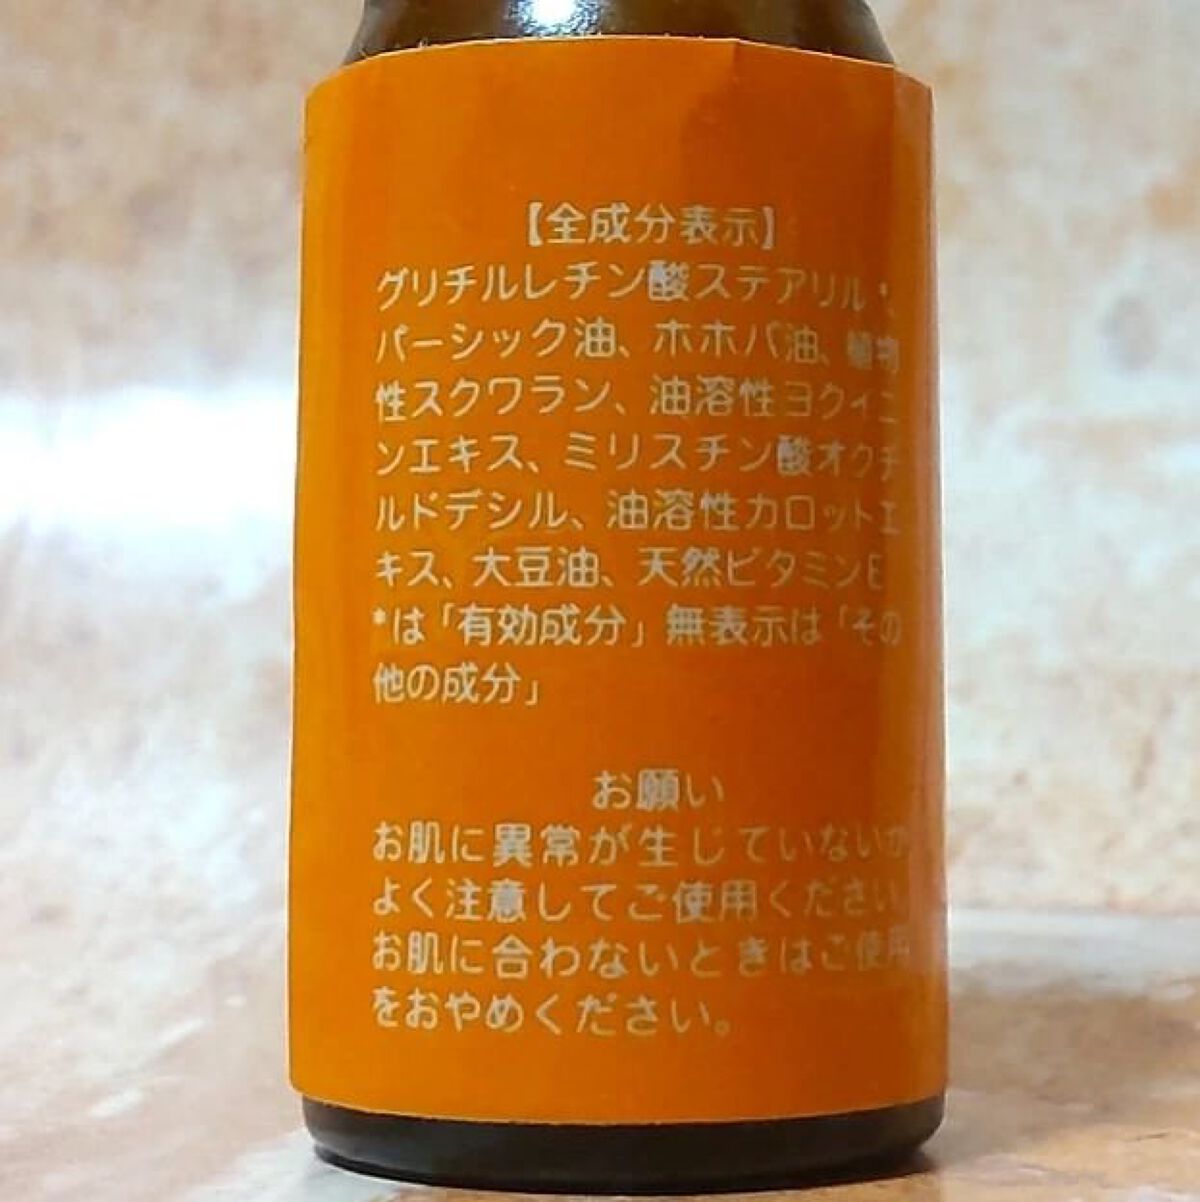 【全成分表示】
グリチルレチン酸ステアリル*、
パーシック油、ホホバ油、植物
性スクワラン、油溶性ヨクイニ
ンエキス、ミリスチン酸オクチ
ルドデシル、油溶性カロットエ
キス、大豆油、天然ビタミンE
*は「有効成分」無表示は「その
他の成分」
お願い
お肌に異常が生じていないか
よく注意してご使用ください
お肌に合わないときはご使用
をおやめください。